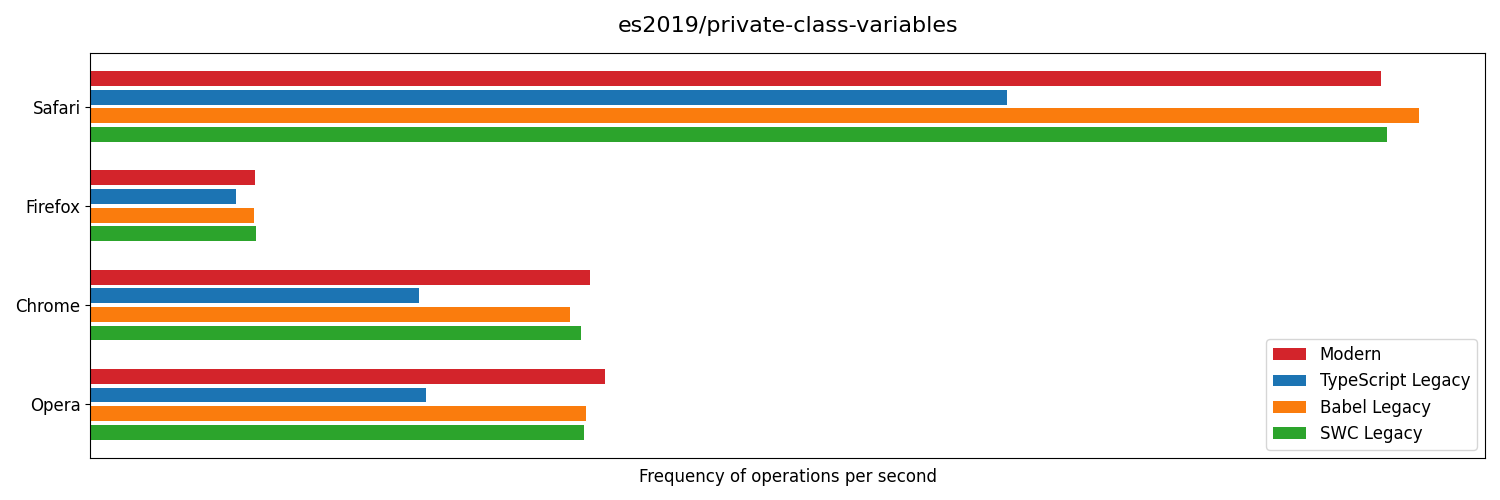 es2019/private-class-variables
Safari
Firefox
Chrome
Opera
Modern
TypeScript Legacy
Babel Legacy
SWC Legacy
Frequency of operations per second